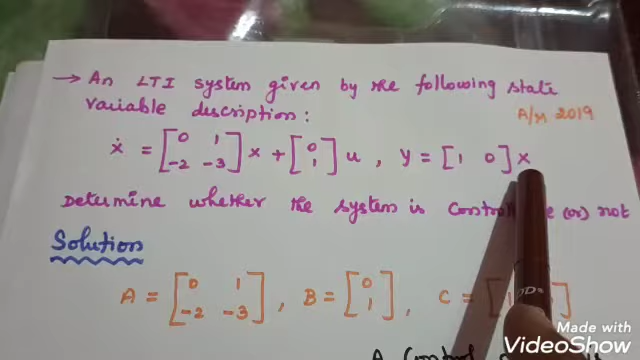 → An LTI system given by the following state
variable description:
A/M 2019
ẋ = [0 1 -2 -3] x + [0 1] u , y = [1 0] x
Determine whether the system is (or) not
Solution
A = [0 1 -2 -3] , B = [0 1] , C =
A
Made with
VideoShow